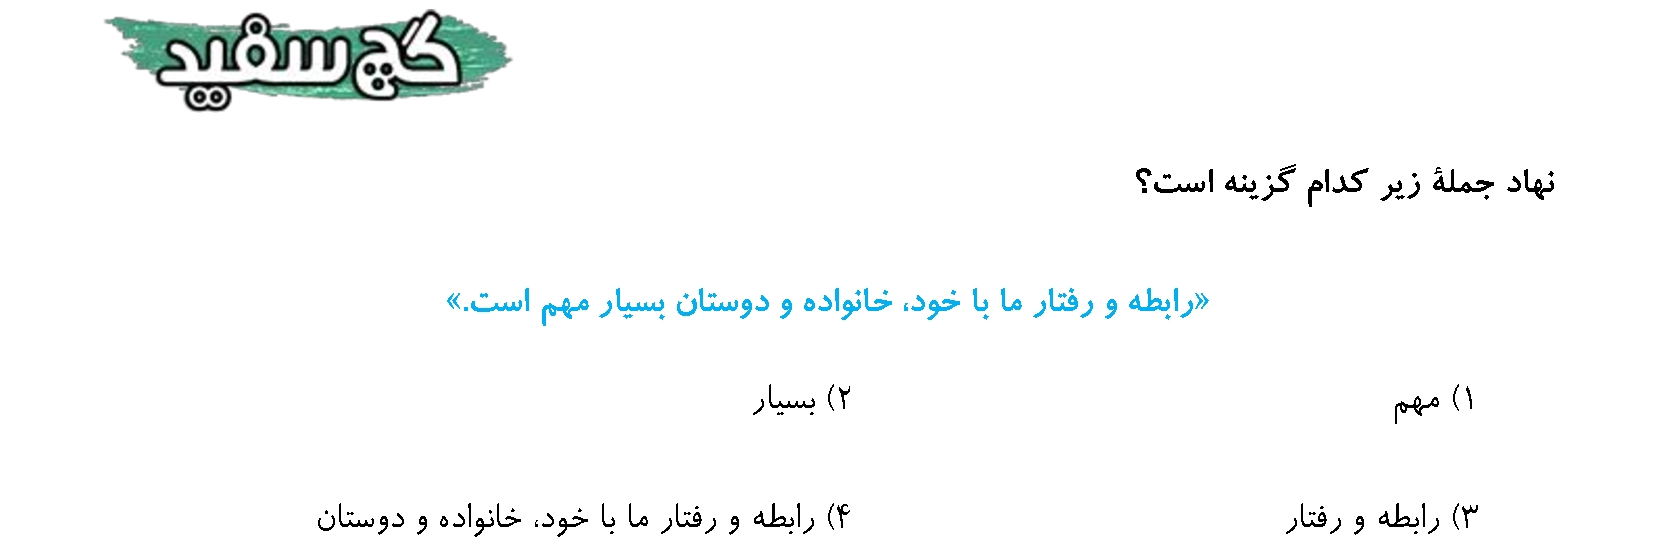 گچ سفید
نهاد جملهٔ زیر کدام گزینه است؟
«رابطه و رفتار ما با خود، خانواده و دوستان بسیار مهم است.»
۱) مهم ۲) بسیار
۳) رابطه و رفتار ۴) رابطه و رفتار ما با خود، خانواده و دوستان